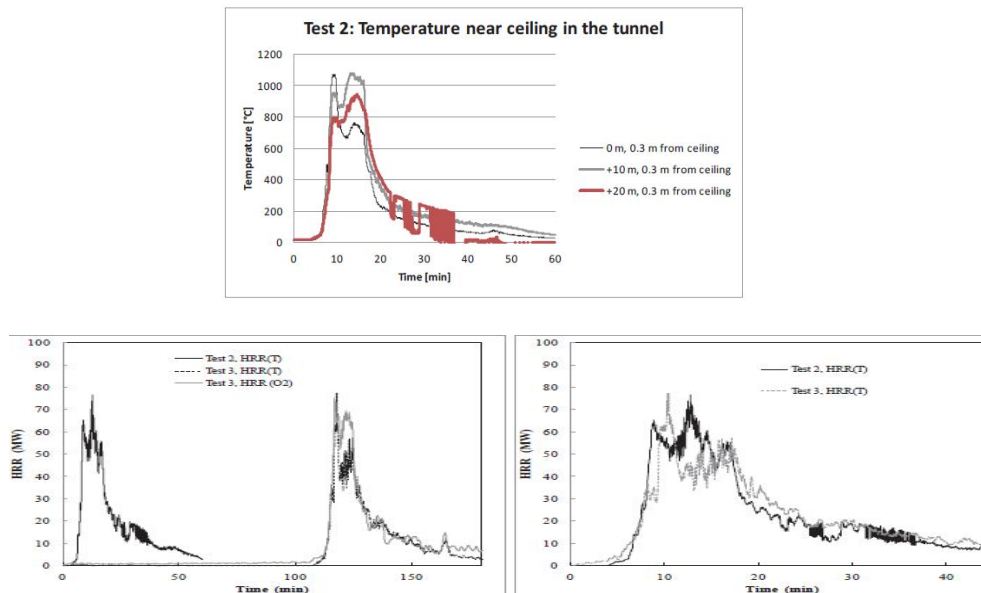 Test 2: Temperature near ceiling in the tunnel
1200
1000
800
600
400
200
0
Temperature [°C]
0 10 20 30 40 50 60
Time [min]
0 m, 0.3 m from ceiling
+10 m, 0.3 m from ceiling
+20 m, 0.3 m from ceiling
100
90
80
70
60
50
40
30
20
10
0
HRR (MW)
Test 2, HRR(T)
Test 3, HRR(T)
Test 3, HRR (O2)
0 50 100 150
Time (min)
100
90
80
70
60
50
40
30
20
10
0
HRR (MW)
Test 2, HRR(T)
Test 3, HRR(T)
0 10 20 30 40
Time (min)